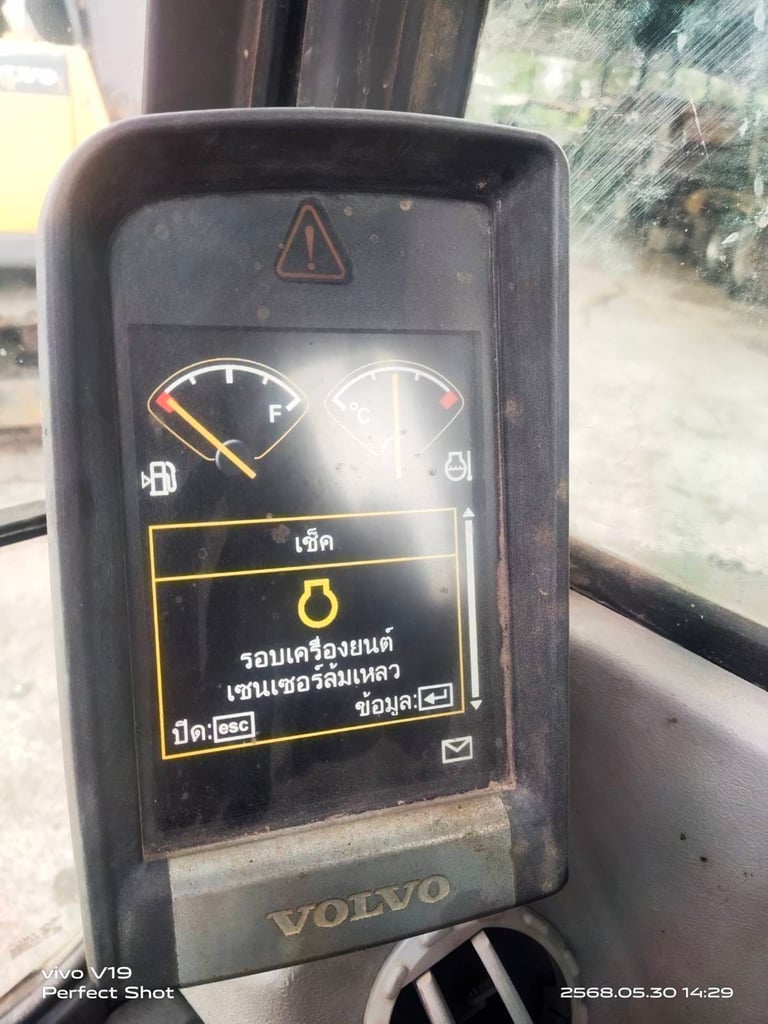 F
°C
เช็ค
รอบเครื่องยนต์
เซนเซอร์ล้มเหลว
ข้อมูล:
ปิด:esc
VOLVO
vivo V19
Perfect Shot
2568.05.30 14:29